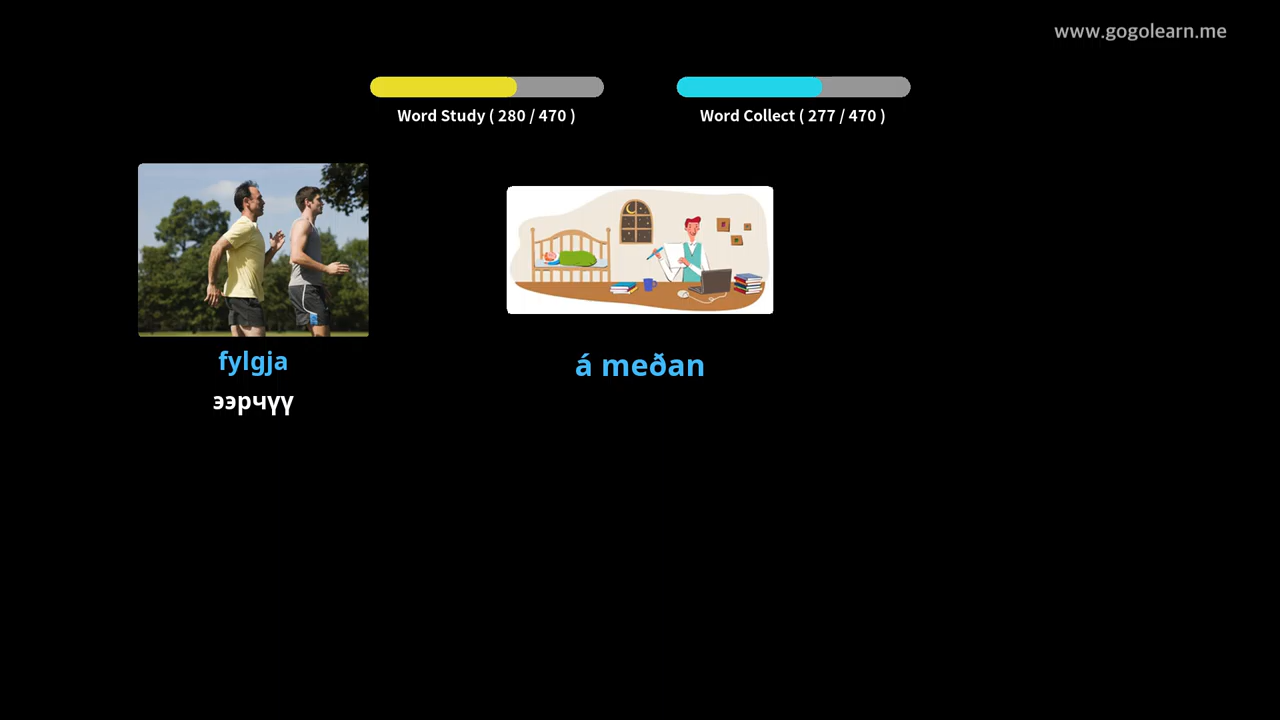 www.gogolearn.me
Word Study ( 280 / 470 )
Word Collect ( 277 / 470 )
fylgja
ээрчүү
á meðan